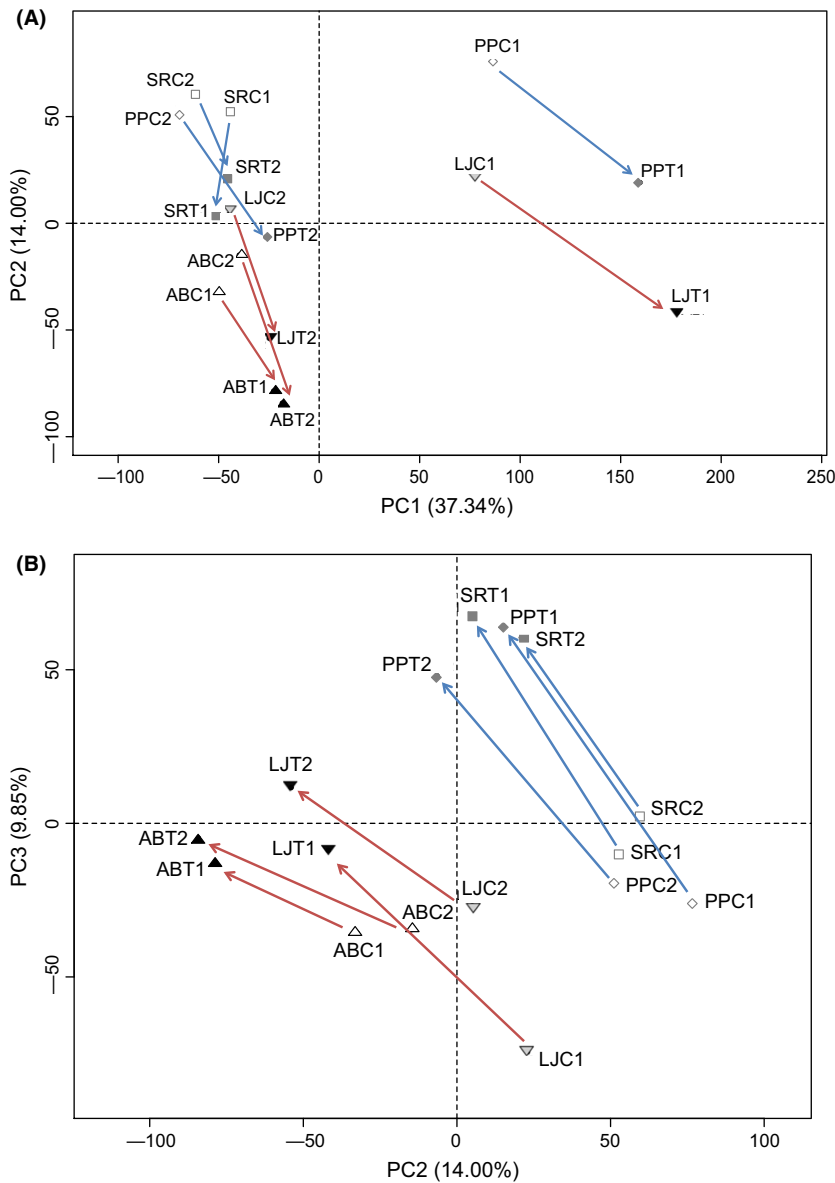 (A)
PPC1
SRC2
SRC1
PPC2
50
SRT2
LJC1
PPT1
LJC2
SRT1
0
PPT2
ABC2
PC2 (14.00%)
ABC1
LJT1
—50
LJT2
ABT1
ABT2
—100
—100
—50
0
50
100
150
200
250
PC1 (37.34%)
(B)
SRT1
PPT1
SRT2
PPT2
50
LJT2
SRC2
0
ABT2
LJT1
SRC1
ABT1
PC3 (9.85%)
PPC2
LJC2
PPC1
ABC2
ABC1
—50
LJC1
—100
—50
0
50
100
PC2 (14.00%)